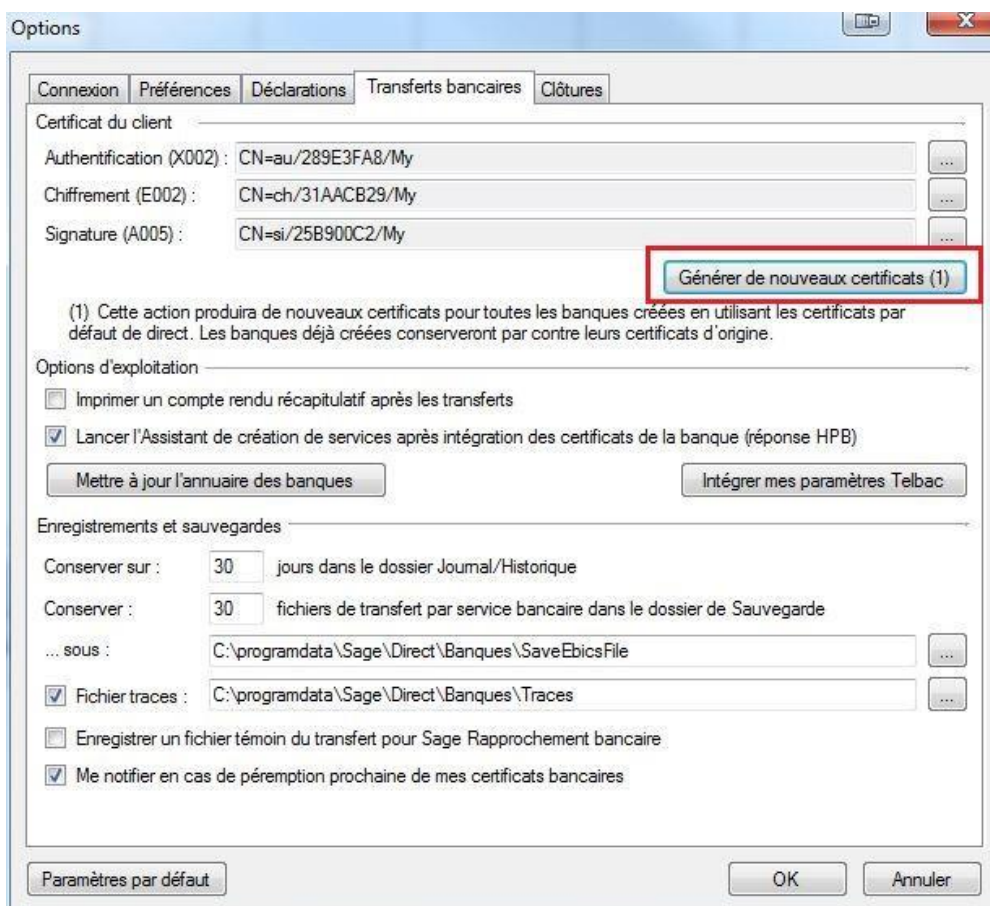 Options
Connexion Préférences Déclarations Transferts bancaires Clôtures
Certificat du client
Authentification (X002) : CN=au/289E3FA8/My ...
Chiffrement (E002) : CN=ch/31AACB29/My ...
Signature (A005) : CN=si/25B900C2/My ...
Générer de nouveaux certificats (1)
(1) Cette action produira de nouveaux certificats pour toutes les banques créées en utilisant les certificats par
défaut de direct. Les banques déjà créées conserveront par contre leurs certificats d'origine.
Options d'exploitation
Imprimer un compte rendu récapitulatif après les transferts
Lancer l'Assistant de création de services après intégration des certificats de la banque (réponse HPB)
Mettre à jour l'annuaire des banques Intégrer mes paramètres Telbac
Enregistrements et sauvegardes
Conserver sur : 30 jours dans le dossier Journal/Historique
Conserver : 30 fichiers de transfert par service bancaire dans le dossier de Sauvegarde
... sous : C:\programdata\Sage\Direct\Banques\SaveEbicsFile ...
Fichier traces : C:\programdata\Sage\Direct\Banques\Traces ...
Enregistrer un fichier témoin du transfert pour Sage Rapprochement bancaire
Me notifier en cas de péremption prochaine de mes certificats bancaires
Paramètres par défaut OK Annuler